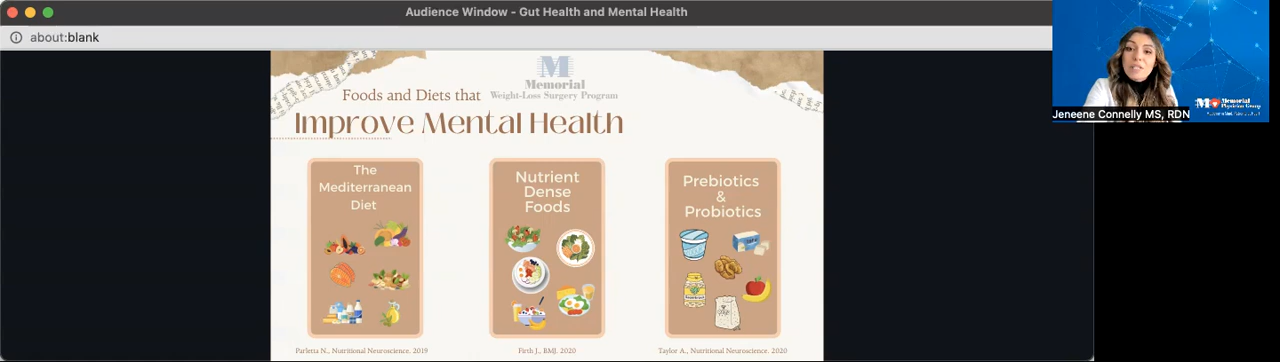 Audience Window - Gut Health and Mental Health
about:blank
Memorial
Weight-Loss Surgery Program
Foods and Diets that
Improve Mental Health
The
Mediterranean
Diet
Nutrient
Dense
Foods
Prebiotics
&
Probiotics
Parletta N., Nutritional Neuroscience. 2019
Firth J., BMJ. 2020
Taylor A., Nutritional Neuroscience. 2020
Memorial
Physician Group
Jeneene Connelly MS, RDN